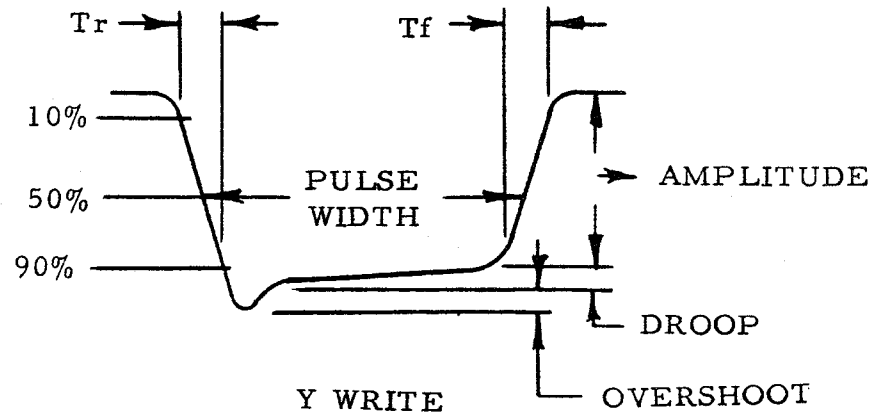 Tr
Tf
10%
50%
90%
PULSE
WIDTH
AMPLITUDE
DROOP
OVERSHOOT
Y WRITE